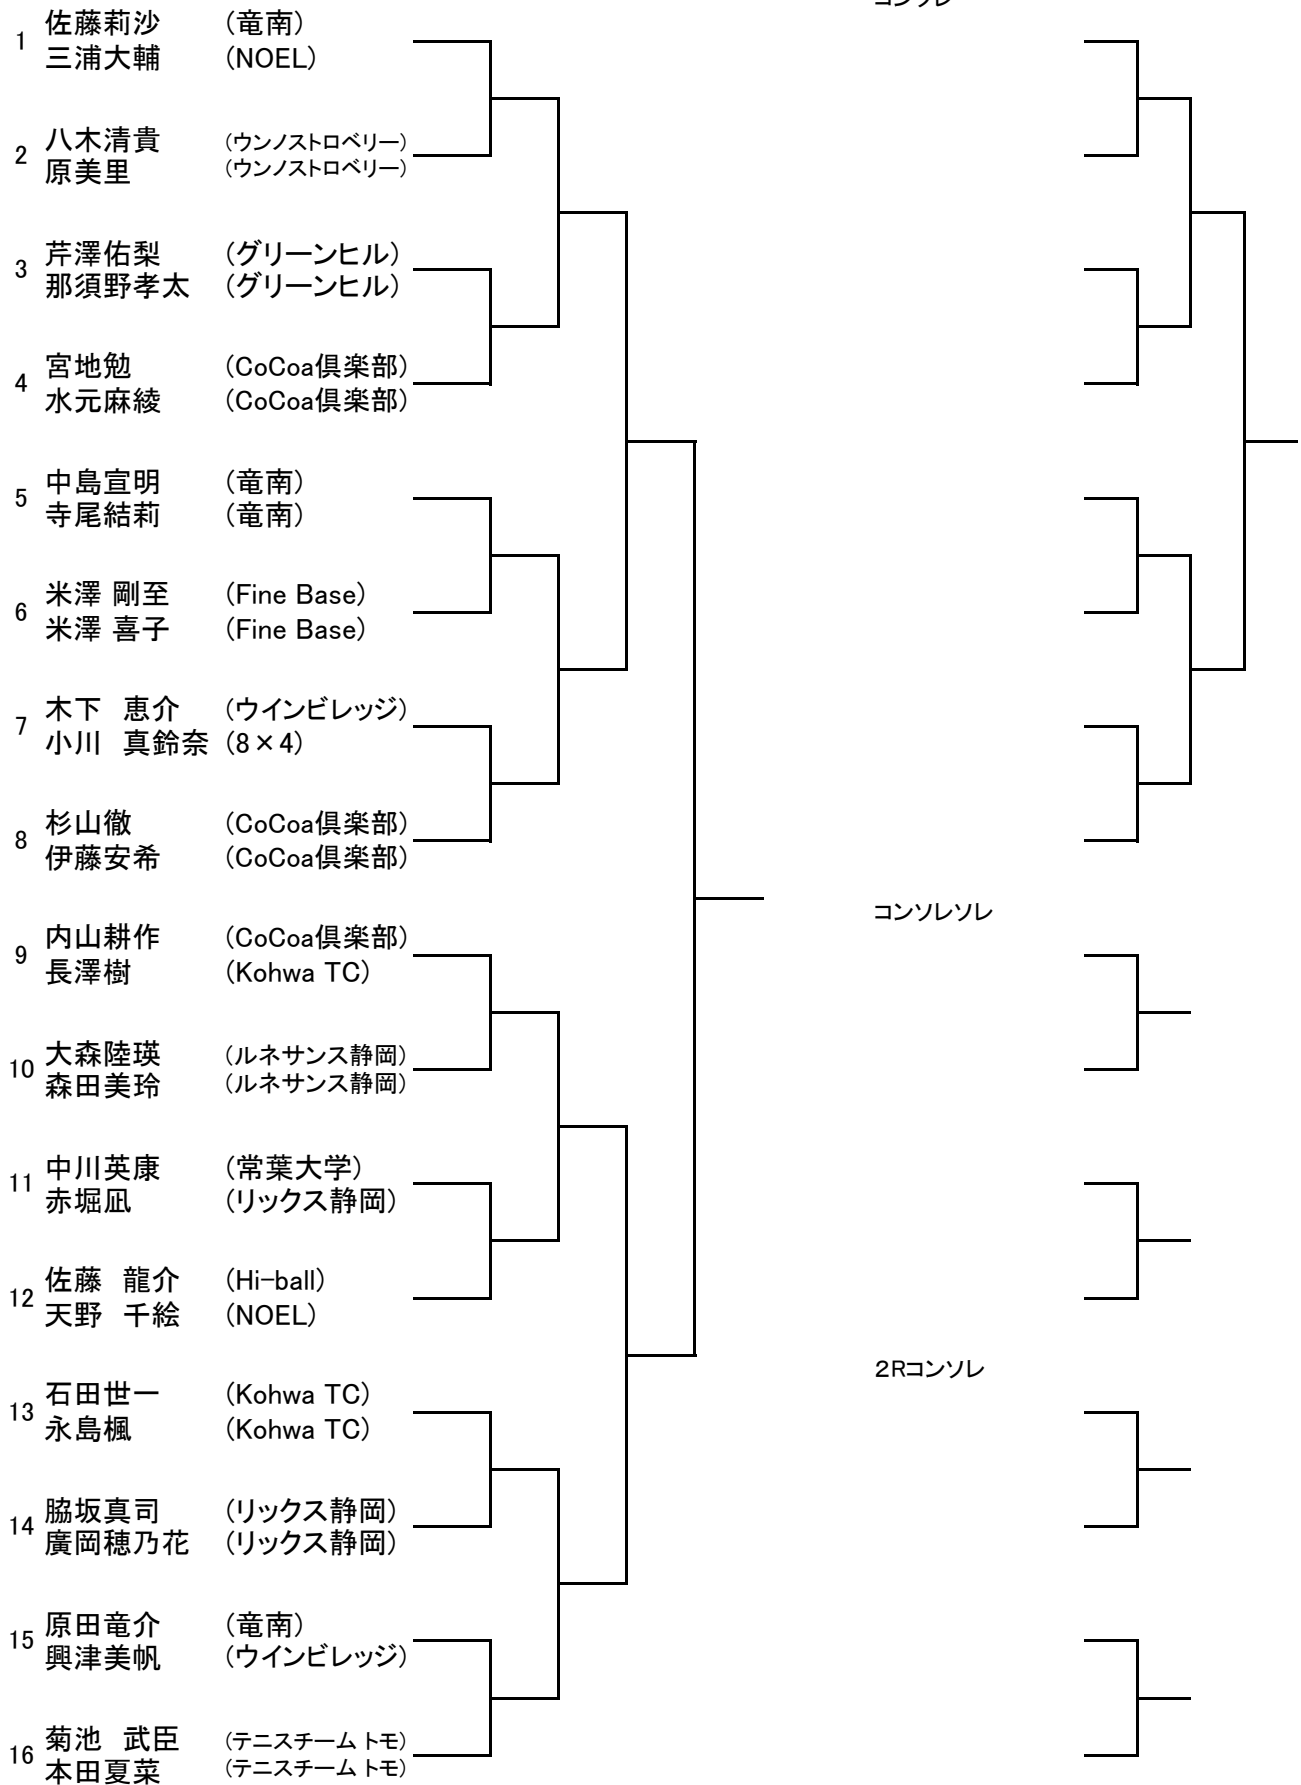 コンソレ
1 佐藤莉沙 (竜南)
三浦大輔 (NOEL)
2 八木清貴 (ウンノストロベリー)
原美里 (ウンノストロベリー)
3 芹澤佑梨 (グリーンヒル)
那須野孝太 (グリーンヒル)
4 宮地勉 (CoCoa倶楽部)
水元麻綾 (CoCoa倶楽部)
5 中島宣明 (竜南)
寺尾結莉 (竜南)
6 米澤 剛至 (Fine Base)
米澤 喜子 (Fine Base)
7 木下　恵介 (ウインビレッジ)
小川　真鈴奈 (8×4)
8 杉山徹 (CoCoa倶楽部)
伊藤安希 (CoCoa倶楽部)
コンソレソレ
9 内山耕作 (CoCoa倶楽部)
長澤樹 (Kohwa TC)
10 大森陸瑛 (ルネサンス静岡)
森田美玲 (ルネサンス静岡)
11 中川英康 (常葉大学)
赤堀凪 (リックス静岡)
12 佐藤　龍介 (Hi-ball)
天野　千絵 (NOEL)
2Rコンソレ
13 石田世一 (Kohwa TC)
永島楓 (Kohwa TC)
14 脇坂真司 (リックス静岡)
廣岡穂乃花 (リックス静岡)
15 原田竜介 (竜南)
興津美帆 (ウインビレッジ)
16 菊池　武臣 (テニスチーム トモ)
本田夏菜 (テニスチーム トモ)